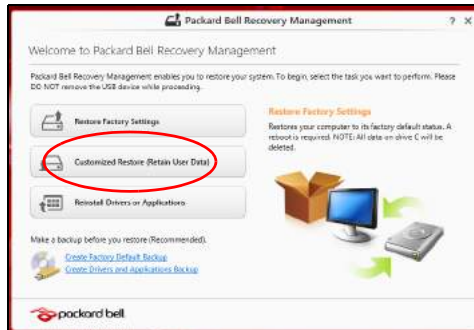 Packard Bell Recovery Management
? ×
Welcome to Packard Bell Recovery Management
Packard Bell Recovery Management enables you to restore your system. To begin, select the task you want to perform. Please
DO NOT remove the USB device while proceeding.
Restore Factory Settings
Customized Restore (Retain User Data)
Reinstall Drivers or Applications
Restore Factory Settings
Restores your computer to its factory default status. A
reboot is required. NOTE: All data on drive C will be
deleted.
Make a backup before you restore (Recommended).
Create Factory Default Backup
Create Drivers and Applications Backup
packard bell